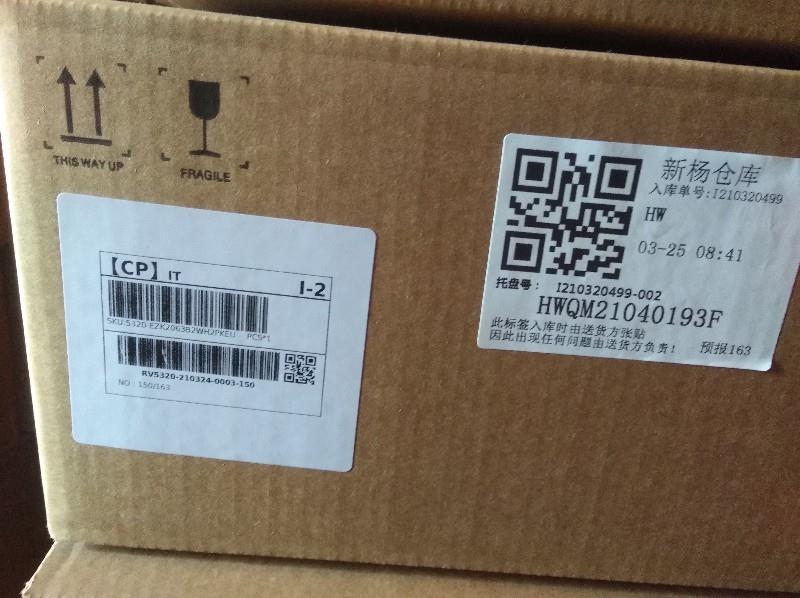 THIS WAY UP
FRAGILE
【CP】 IT
I-2
SKU:5320-EZK2063B2WH2PKEU PCS*1
RV5320-210324-0003-150
NO : 150/163
新杨仓库
入库单号:I210320499
HW
03-25 08:41
托盘号: I210320499-002
HWQM21040193F
此标签入库时由送货方张贴
因此出现任何问题由送货方负责! 预报163